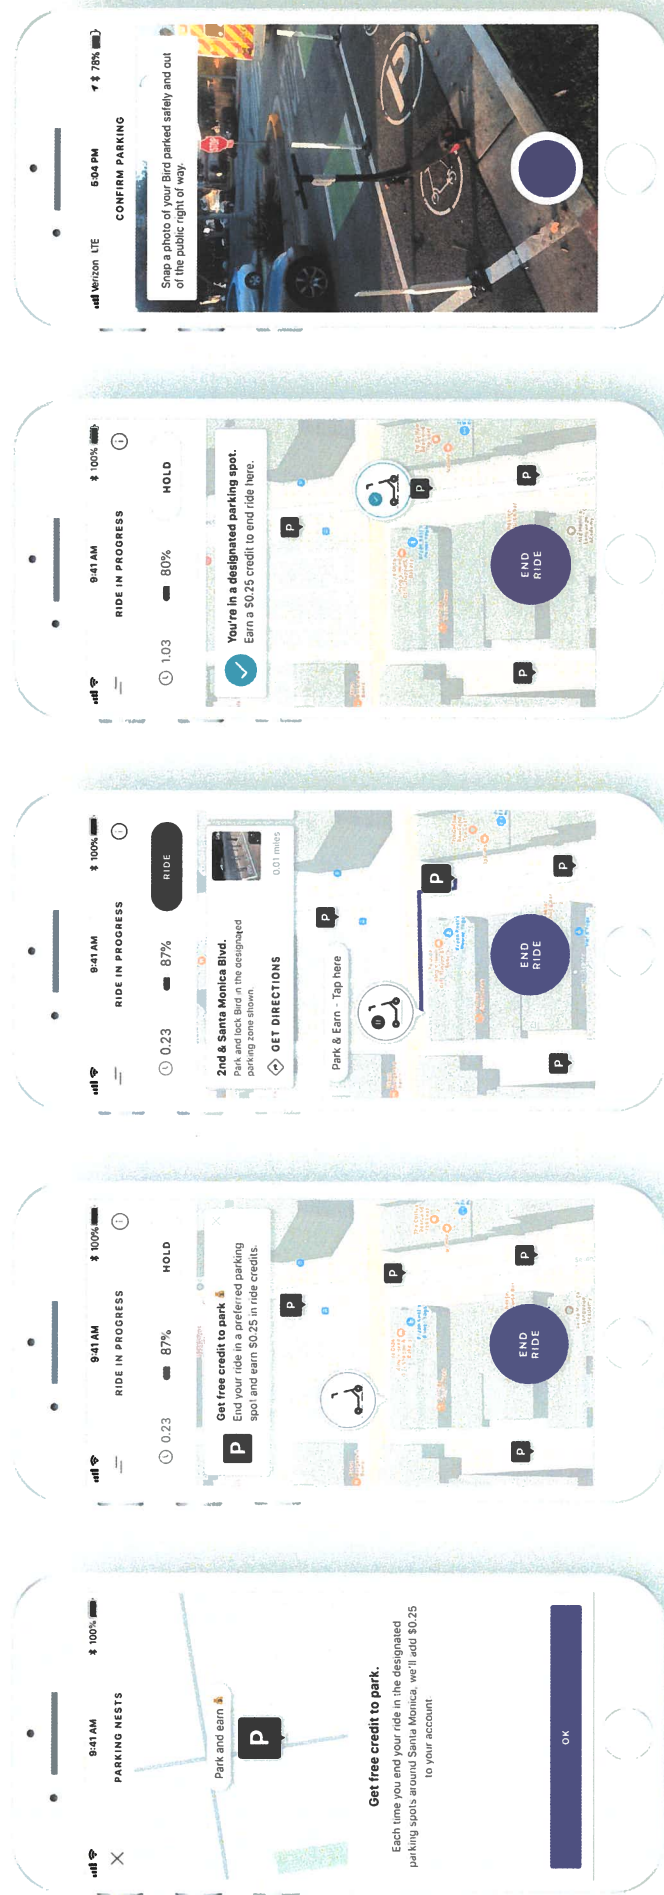 9:41 AM
100%
PARKING NESTS
Park and earn
P
Get free credit to park.
Each time you end your ride in the designated
parking spots around Santa Monica, we'll add $0.25
to your account
OK
9:41 AM
100%
RIDE IN PROGRESS
0.23
87%
HOLD
P
Get free credit to park
End your ride in a preferred parking
spot and earn $0.25 in ride credits.
P
P
P
P
END
RIDE
9:41 AM
100%
RIDE IN PROGRESS
0.23
87%
RIDE
2nd & Santa Monica Blvd.
Park and lock Bird in the designated
parking zone shown.
0.01 miles
GET DIRECTIONS
P
Park & Earn - Tap here
P
P
P
END
RIDE
9:41 AM
100%
RIDE IN PROGRESS
1.03
80%
HOLD
You're in a designated parking spot.
Earn a $0.25 credit to end ride here.
P
P
P
P
END
RIDE
Verizon LTE
5:04 PM
78%
CONFIRM PARKING
Snap a photo of your Bird parked safely and out
of the public right of way.
STOP